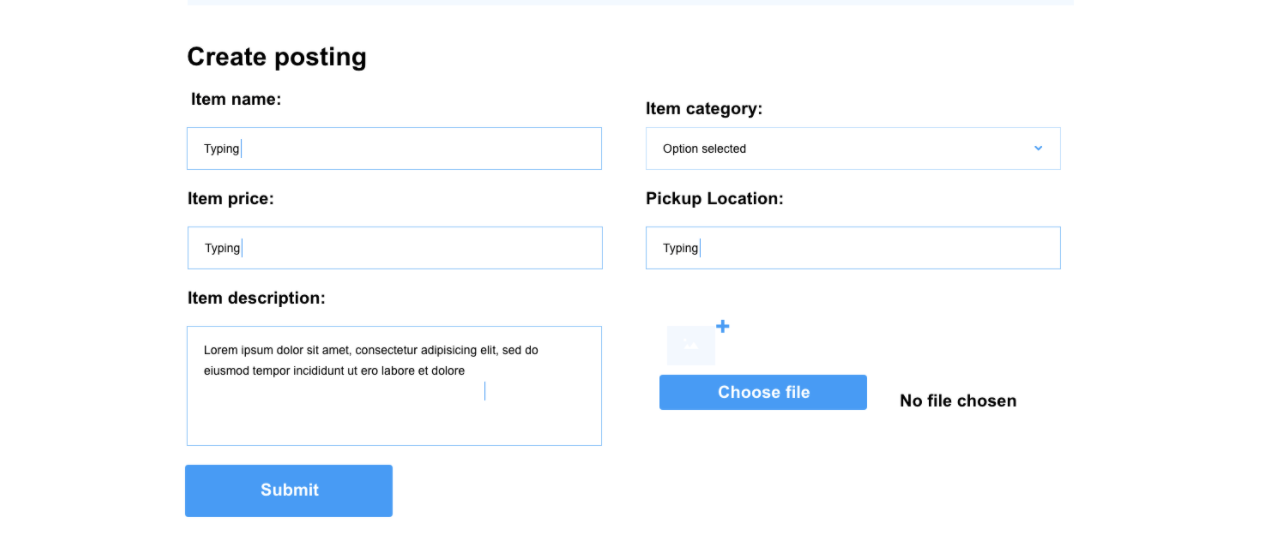 Create posting
Item name:
Item category:
Typing
Option selected
Item price:
Pickup Location:
Typing
Typing
Item description:
Lorem ipsum dolor sit amet, consectetur adipisicing elit, sed do
eiusmod tempor incididunt ut ero labore et dolore
Choose file
No file chosen
Submit